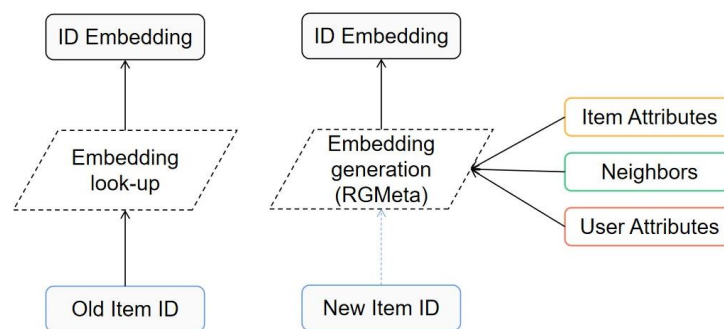 ID Embedding
Embedding
look-up
Old Item ID
ID Embedding
Embedding
generation
(RGMeta)
New Item ID
Item Attributes
Neighbors
User Attributes